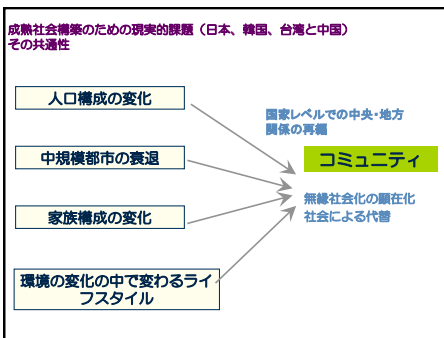 成熟社会構築のための現実的課題（日本、韓国、台湾と中国）
その共通性
人口構成の変化
中規模都市の衰退
家族構成の変化
環境の変化の中で変わるライ
フスタイル
国家レベルでの中央・地方
関係の再編
コミュニティ
無縁社会化の顕在化
社会による代替